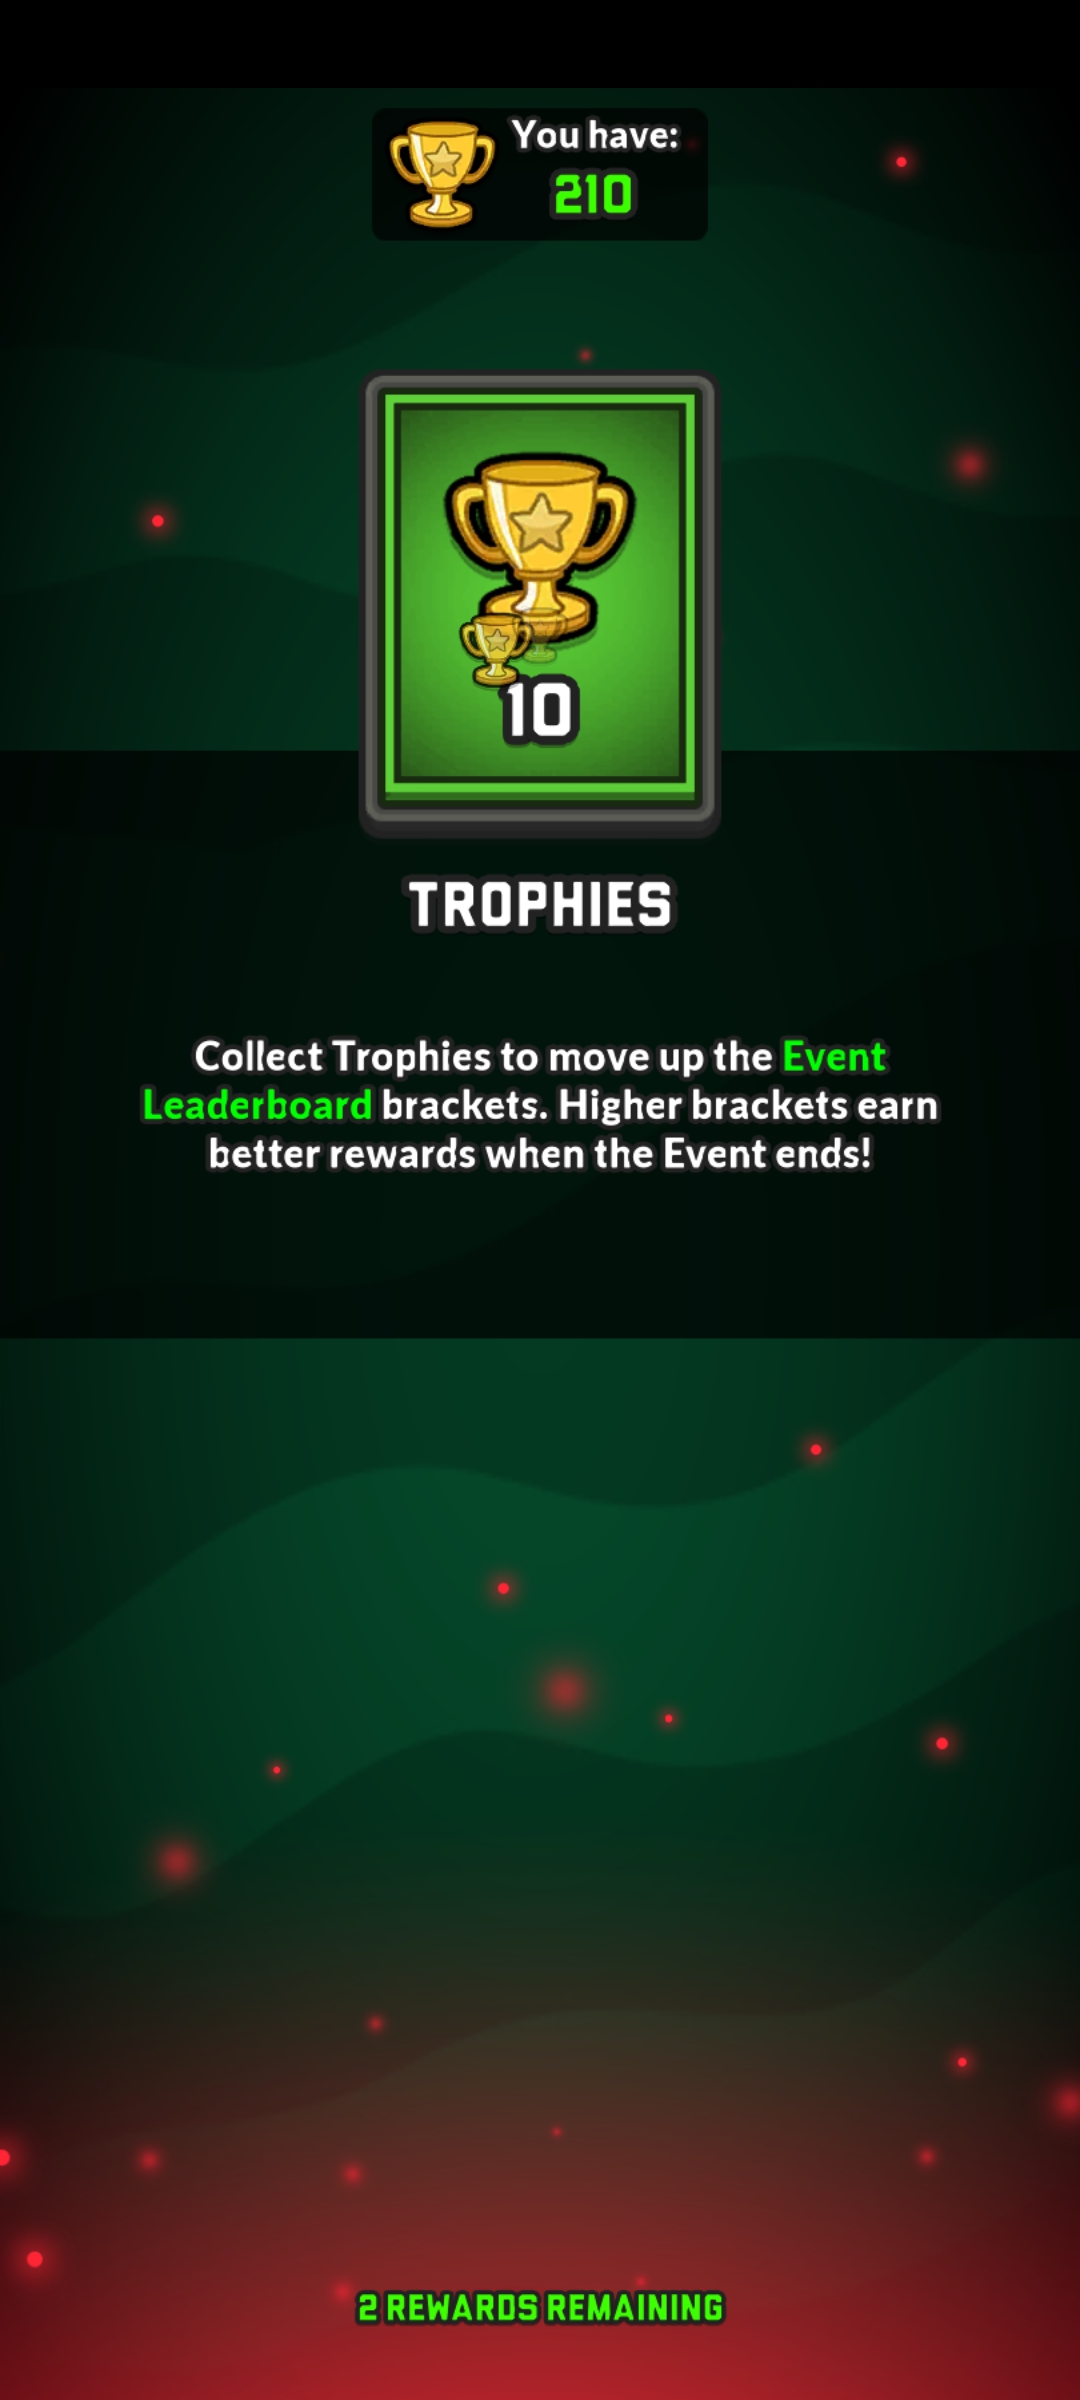 You have:
210
10
TROPHIES
Collect Trophies to move up the Event
Leaderboard brackets. Higher brackets earn
better rewards when the Event ends!
2 REWARDS REMAINING